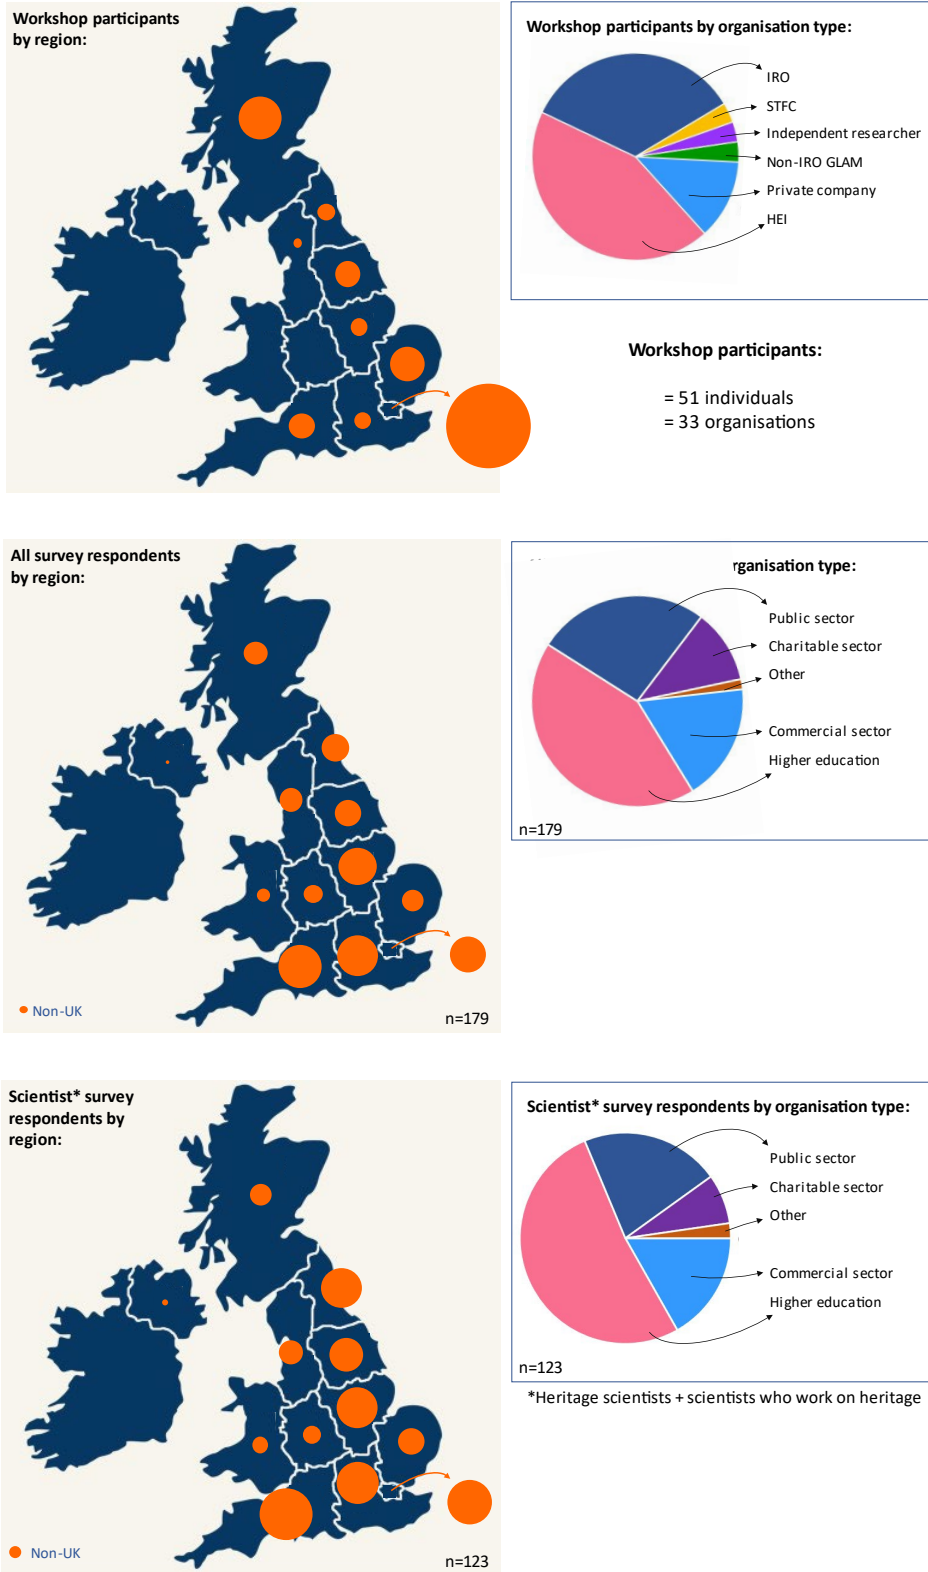 Workshop participants
by region:
Workshop participants by organisation type:
IRO
STFC
Independent researcher
Non-IRO GLAM
Private company
HEI
Workshop participants:
= 51 individuals
= 33 organisations
All survey respondents
by region:
Non-UK
n=179
organisation type:
Public sector
Charitable sector
Other
Commercial sector
Higher education
n=179
Scientist* survey
respondents by
region:
Non-UK
n=123
Scientist* survey respondents by organisation type:
Public sector
Charitable sector
Other
Commercial sector
Higher education
n=123
*Heritage scientists + scientists who work on heritage